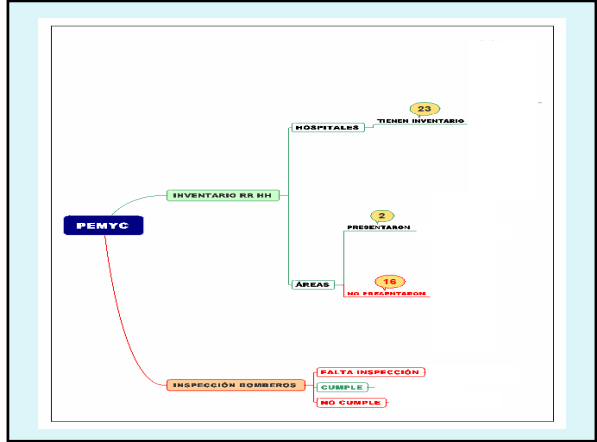 23
TIENEN INVENTARIO
HOSPITALES
INVENTARIO RR HH
2
PRESENTARON
PEMYC
16
NO PRESENTARON
ÁREAS
FALTA INSPECCIÓN
INSPECCIÓN BOMBEROS
CUMPLE
NO CUMPLE